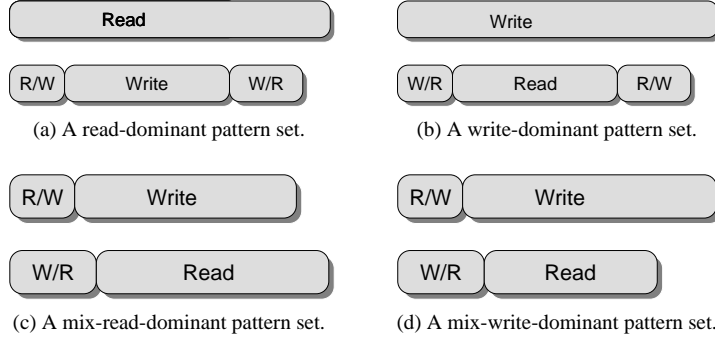 Read
R/W Write W/R
(a) A read-dominant pattern set.
Write
W/R Read R/W
(b) A write-dominant pattern set.
R/W Write
W/R Read
(c) A mix-read-dominant pattern set.
R/W Write
W/R Read
(d) A mix-write-dominant pattern set.